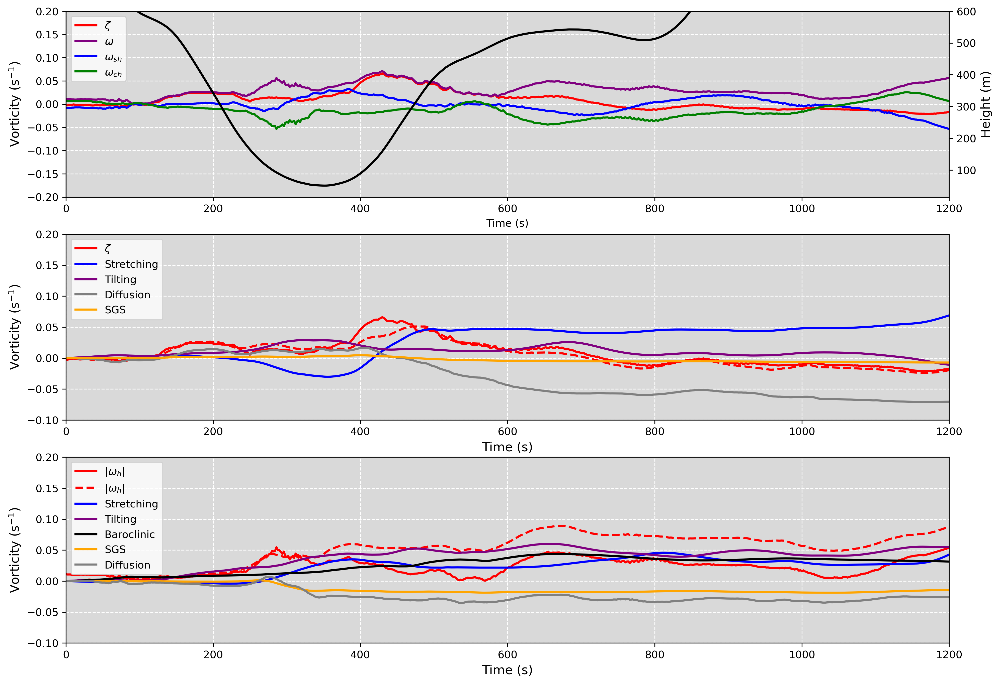 0.20
0.15
0.10
0.05
0.00
−0.05
−0.10
−0.15
−0.20
Vorticity (s⁻¹)
ζ
ω
ω_sh
ω_ch
600
500
400
300
200
100
Height (m)
0 200 400 600 800 1000 1200
Time (s)
0.20
0.15
0.10
0.05
0.00
−0.05
−0.10
Vorticity (s⁻¹)
ζ
Stretching
Tilting
Diffusion
SGS
0 200 400 600 800 1000 1200
Time (s)
0.20
0.15
0.10
0.05
0.00
−0.05
−0.10
Vorticity (s⁻¹)
|ω_h|
|ω_h|
Stretching
Tilting
Baroclinic
SGS
Diffusion
0 200 400 600 800 1000 1200
Time (s)